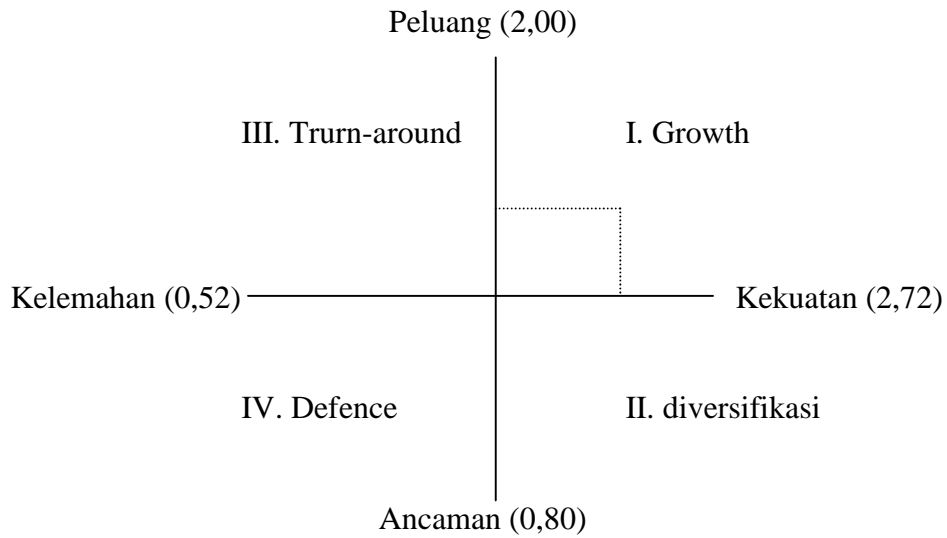 Peluang (2,00)
III. Trurn-around
I. Growth
Kelemahan (0,52)
Kekuatan (2,72)
IV. Defence
II. diversifikasi
Ancaman (0,80)